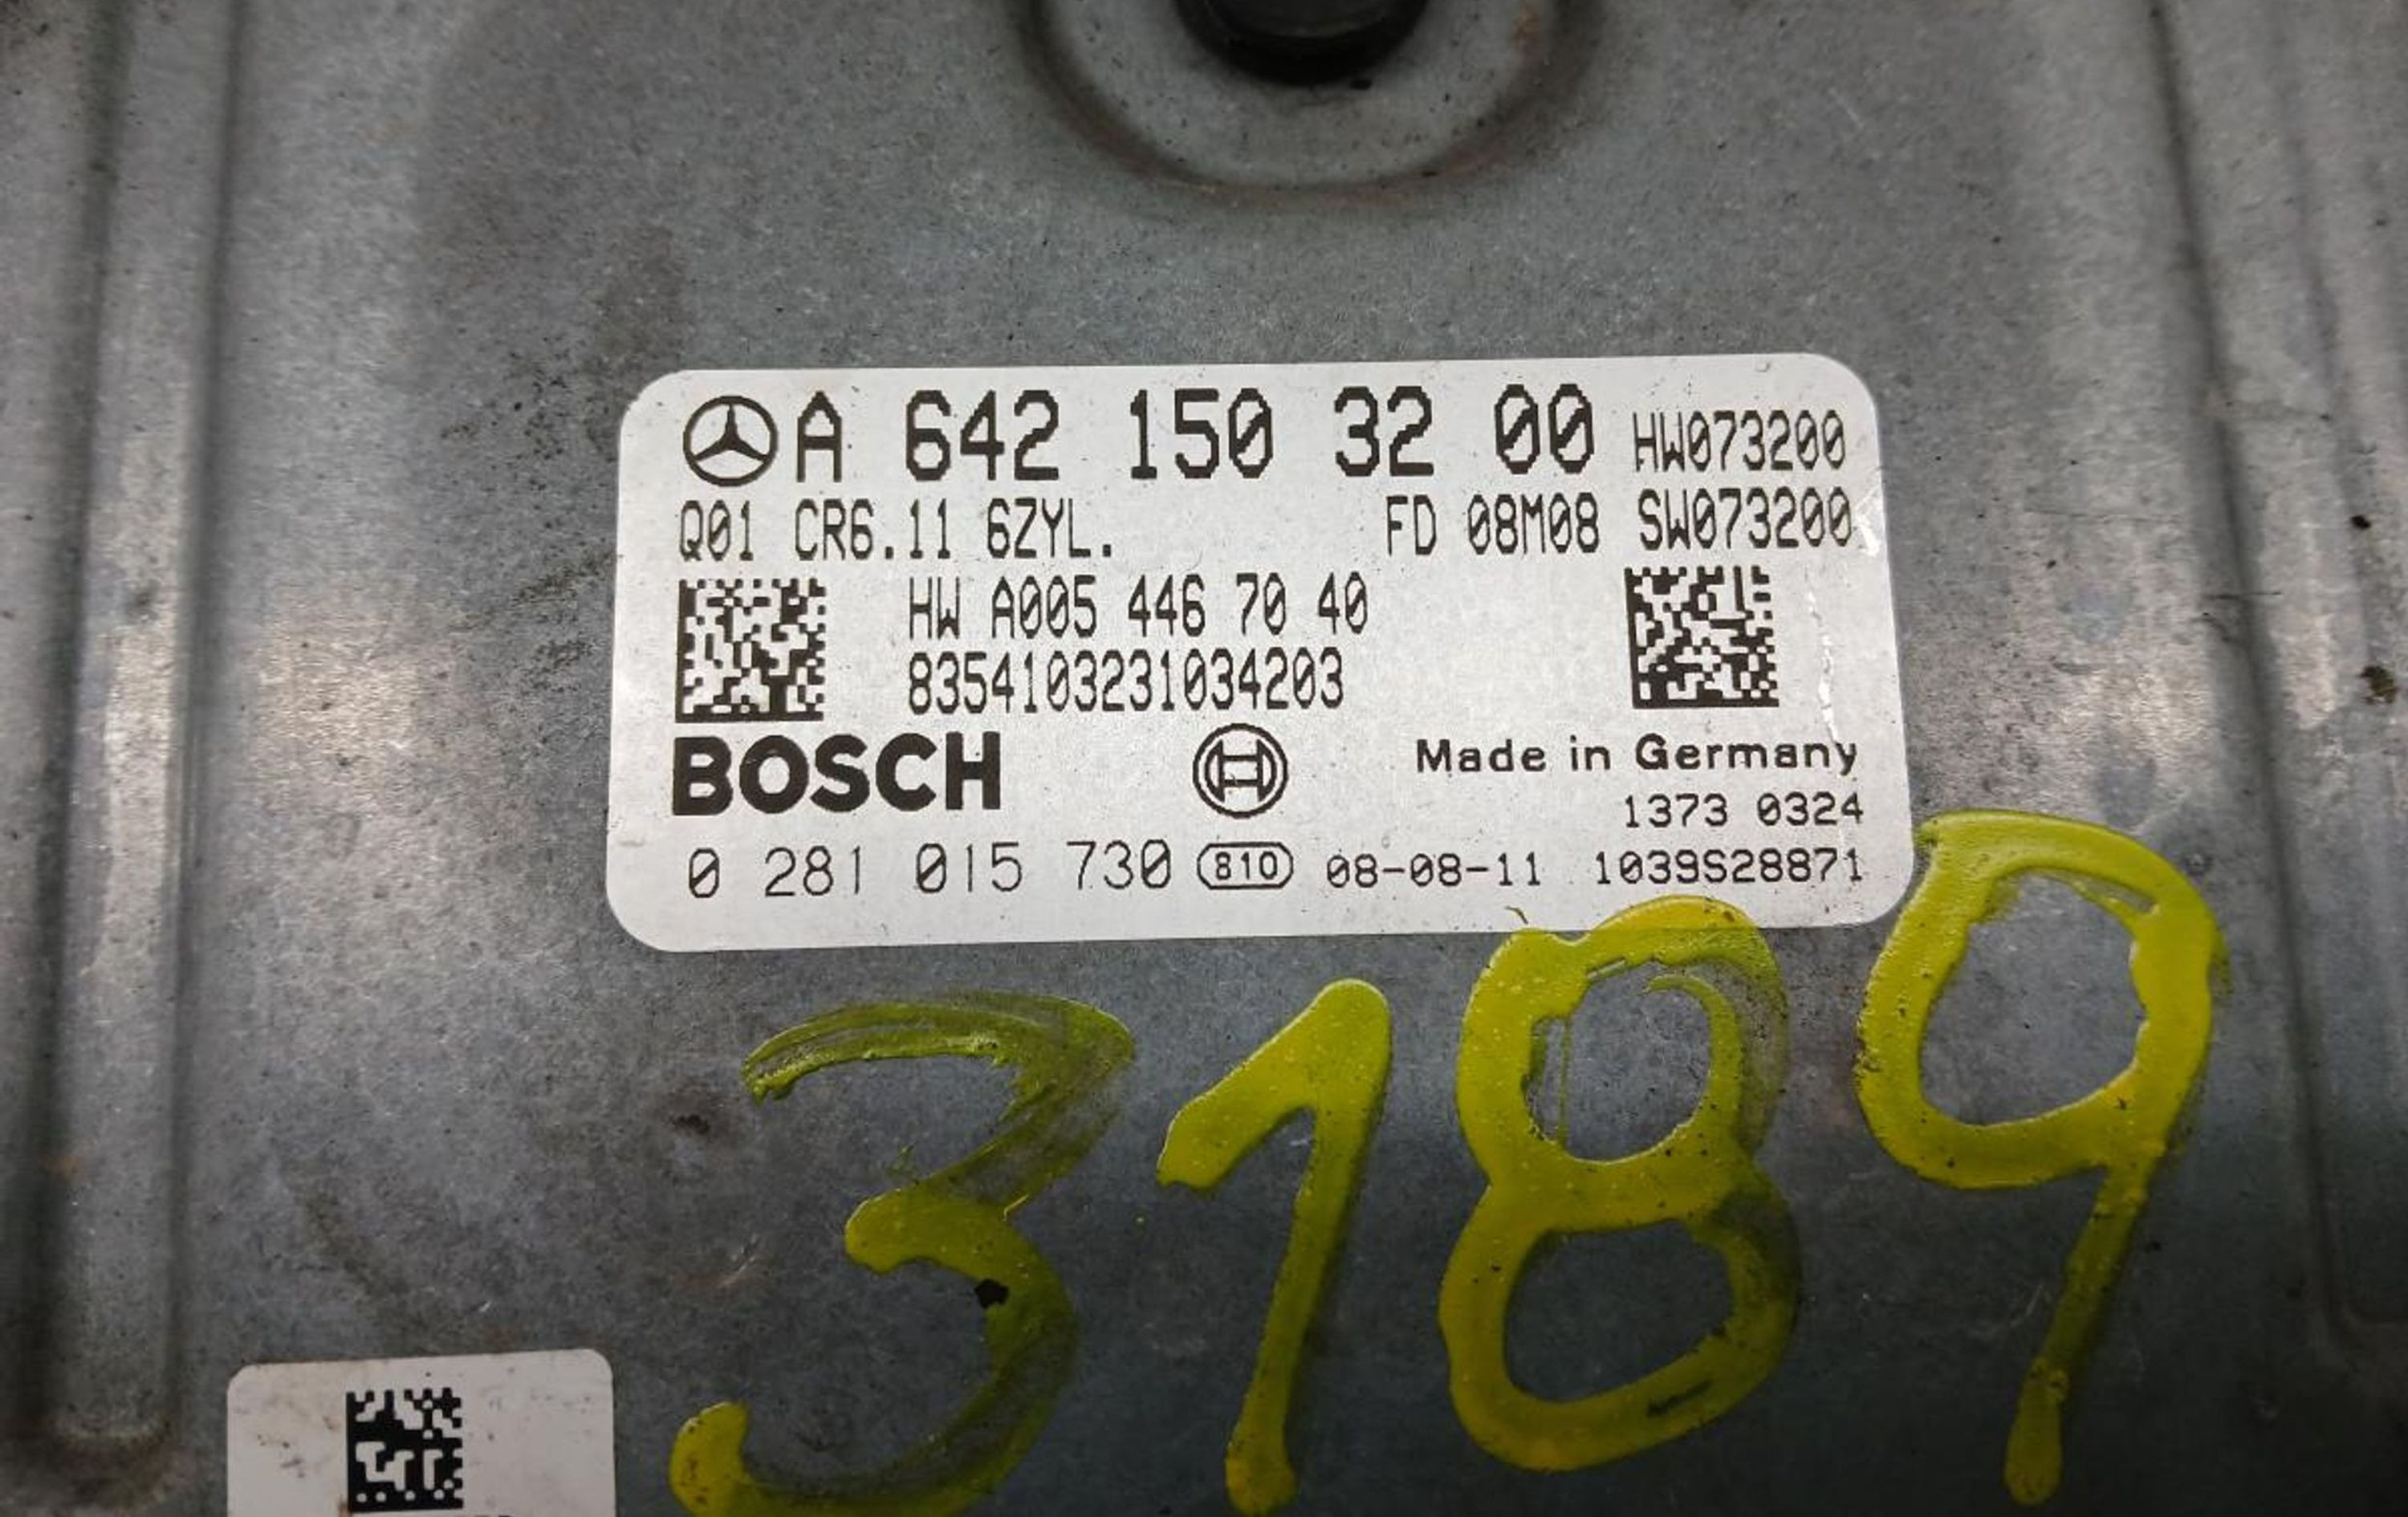 A 642 150 32 00 HW073200
Q01 CR6.11 6ZYL. FD 08M08 SW073200
HW A005 446 70 40
8354103231034203
BOSCH Made in Germany
1373 0324
0 281 015 730 810 08-08-11 1039S28871
3189